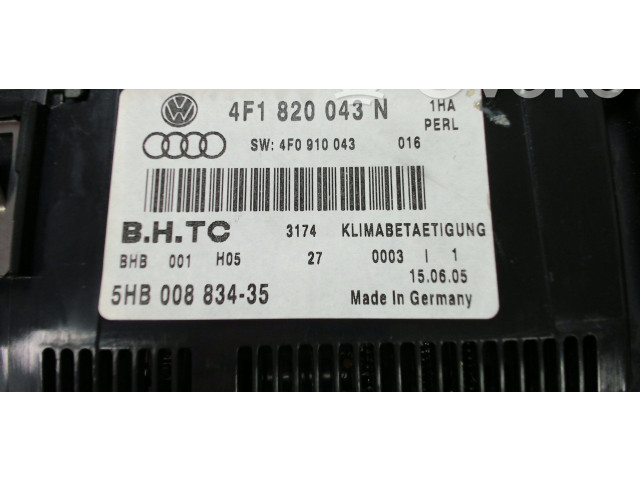 4F1 820 043 N 1HA
PERL
SW: 4F0 910 043 016
B.H.TC 3174 KLIMABETAETIGUNG
BHB 001 H05 27 0003 I 1
15.06.05
5HB 008 834-35 Made In Germany